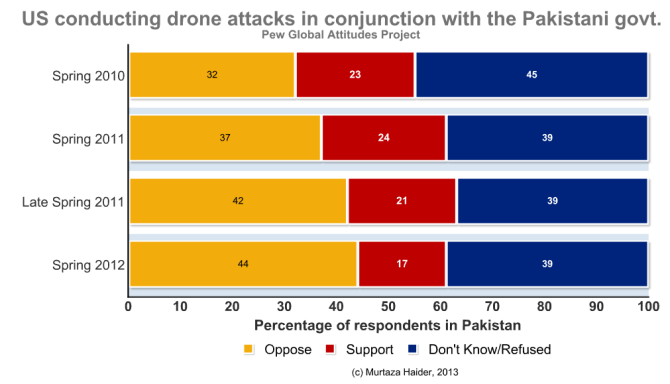 US conducting drone attacks in conjunction with the Pakistani govt.
Pew Global Attitudes Project
Spring 2010 32 23 45
Spring 2011 37 24 39
Late Spring 2011 42 21 39
Spring 2012 44 17 39
0 10 20 30 40 50 60 70 80 90 100
Percentage of respondents in Pakistan
Oppose Support Don't Know/Refused
(c) Murtaza Haider, 2013